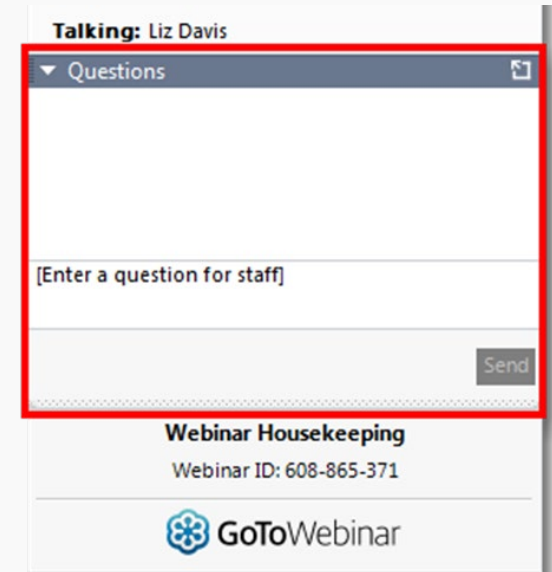 Talking: Liz Davis
Questions
[Enter a question for staff]
Send
Webinar Housekeeping
Webinar ID: 608-865-371
GoToWebinar